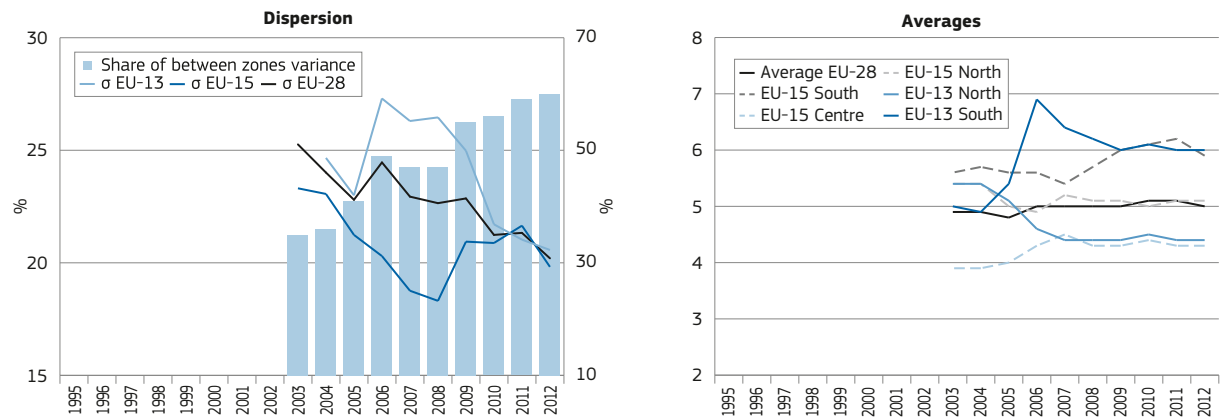 Dispersion
30
25
20
15
%
Share of between zones variance
σ EU-13 σ EU-15 σ EU-28
70
50
30
10
%
1995 1996 1997 1998 1999 2000 2001 2002 2003 2004 2005 2006 2007 2008 2009 2010 2011 2012
Averages
8
7
6
5
4
3
2
%
Average EU-28 EU-15 North
EU-15 South EU-13 North
EU-15 Centre EU-13 South
1995 1996 1997 1998 1999 2000 2001 2002 2003 2004 2005 2006 2007 2008 2009 2010 2011 2012